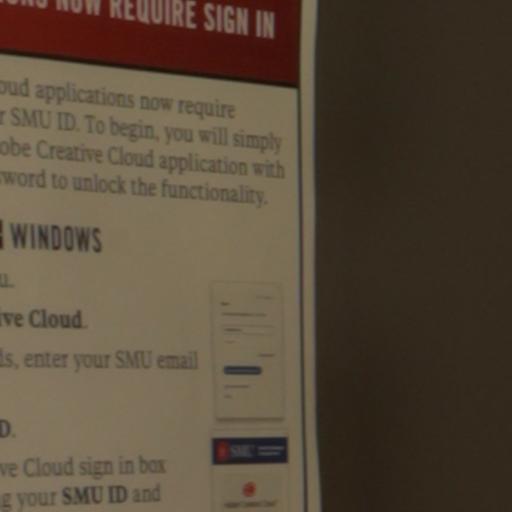 NOW REQUIRE SIGN IN
oud applications now require
r SMU ID. To begin, you will simply
obe Creative Cloud application with
sword to unlock the functionality.
WINDOWS
u.
ive Cloud.
ls, enter your SMU email
D.
ve Cloud sign in box
g your SMU ID and
SMU